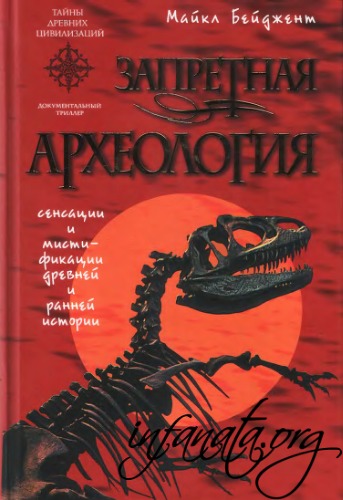 ТАЙНЫ
ДРЕВНИХ
ЦИВИЛИЗАЦИЙ
ДОКУМЕНТАЛЬНЫЙ
ТРИЛЛЕР
МАЙКЛ БЕЙДЖЕНТ
ЗАПРЕТНАЯ
АРХЕОЛОГИЯ
сенсации
и
мисти-
фикации
древней
и
ранней
истории
infanata.org